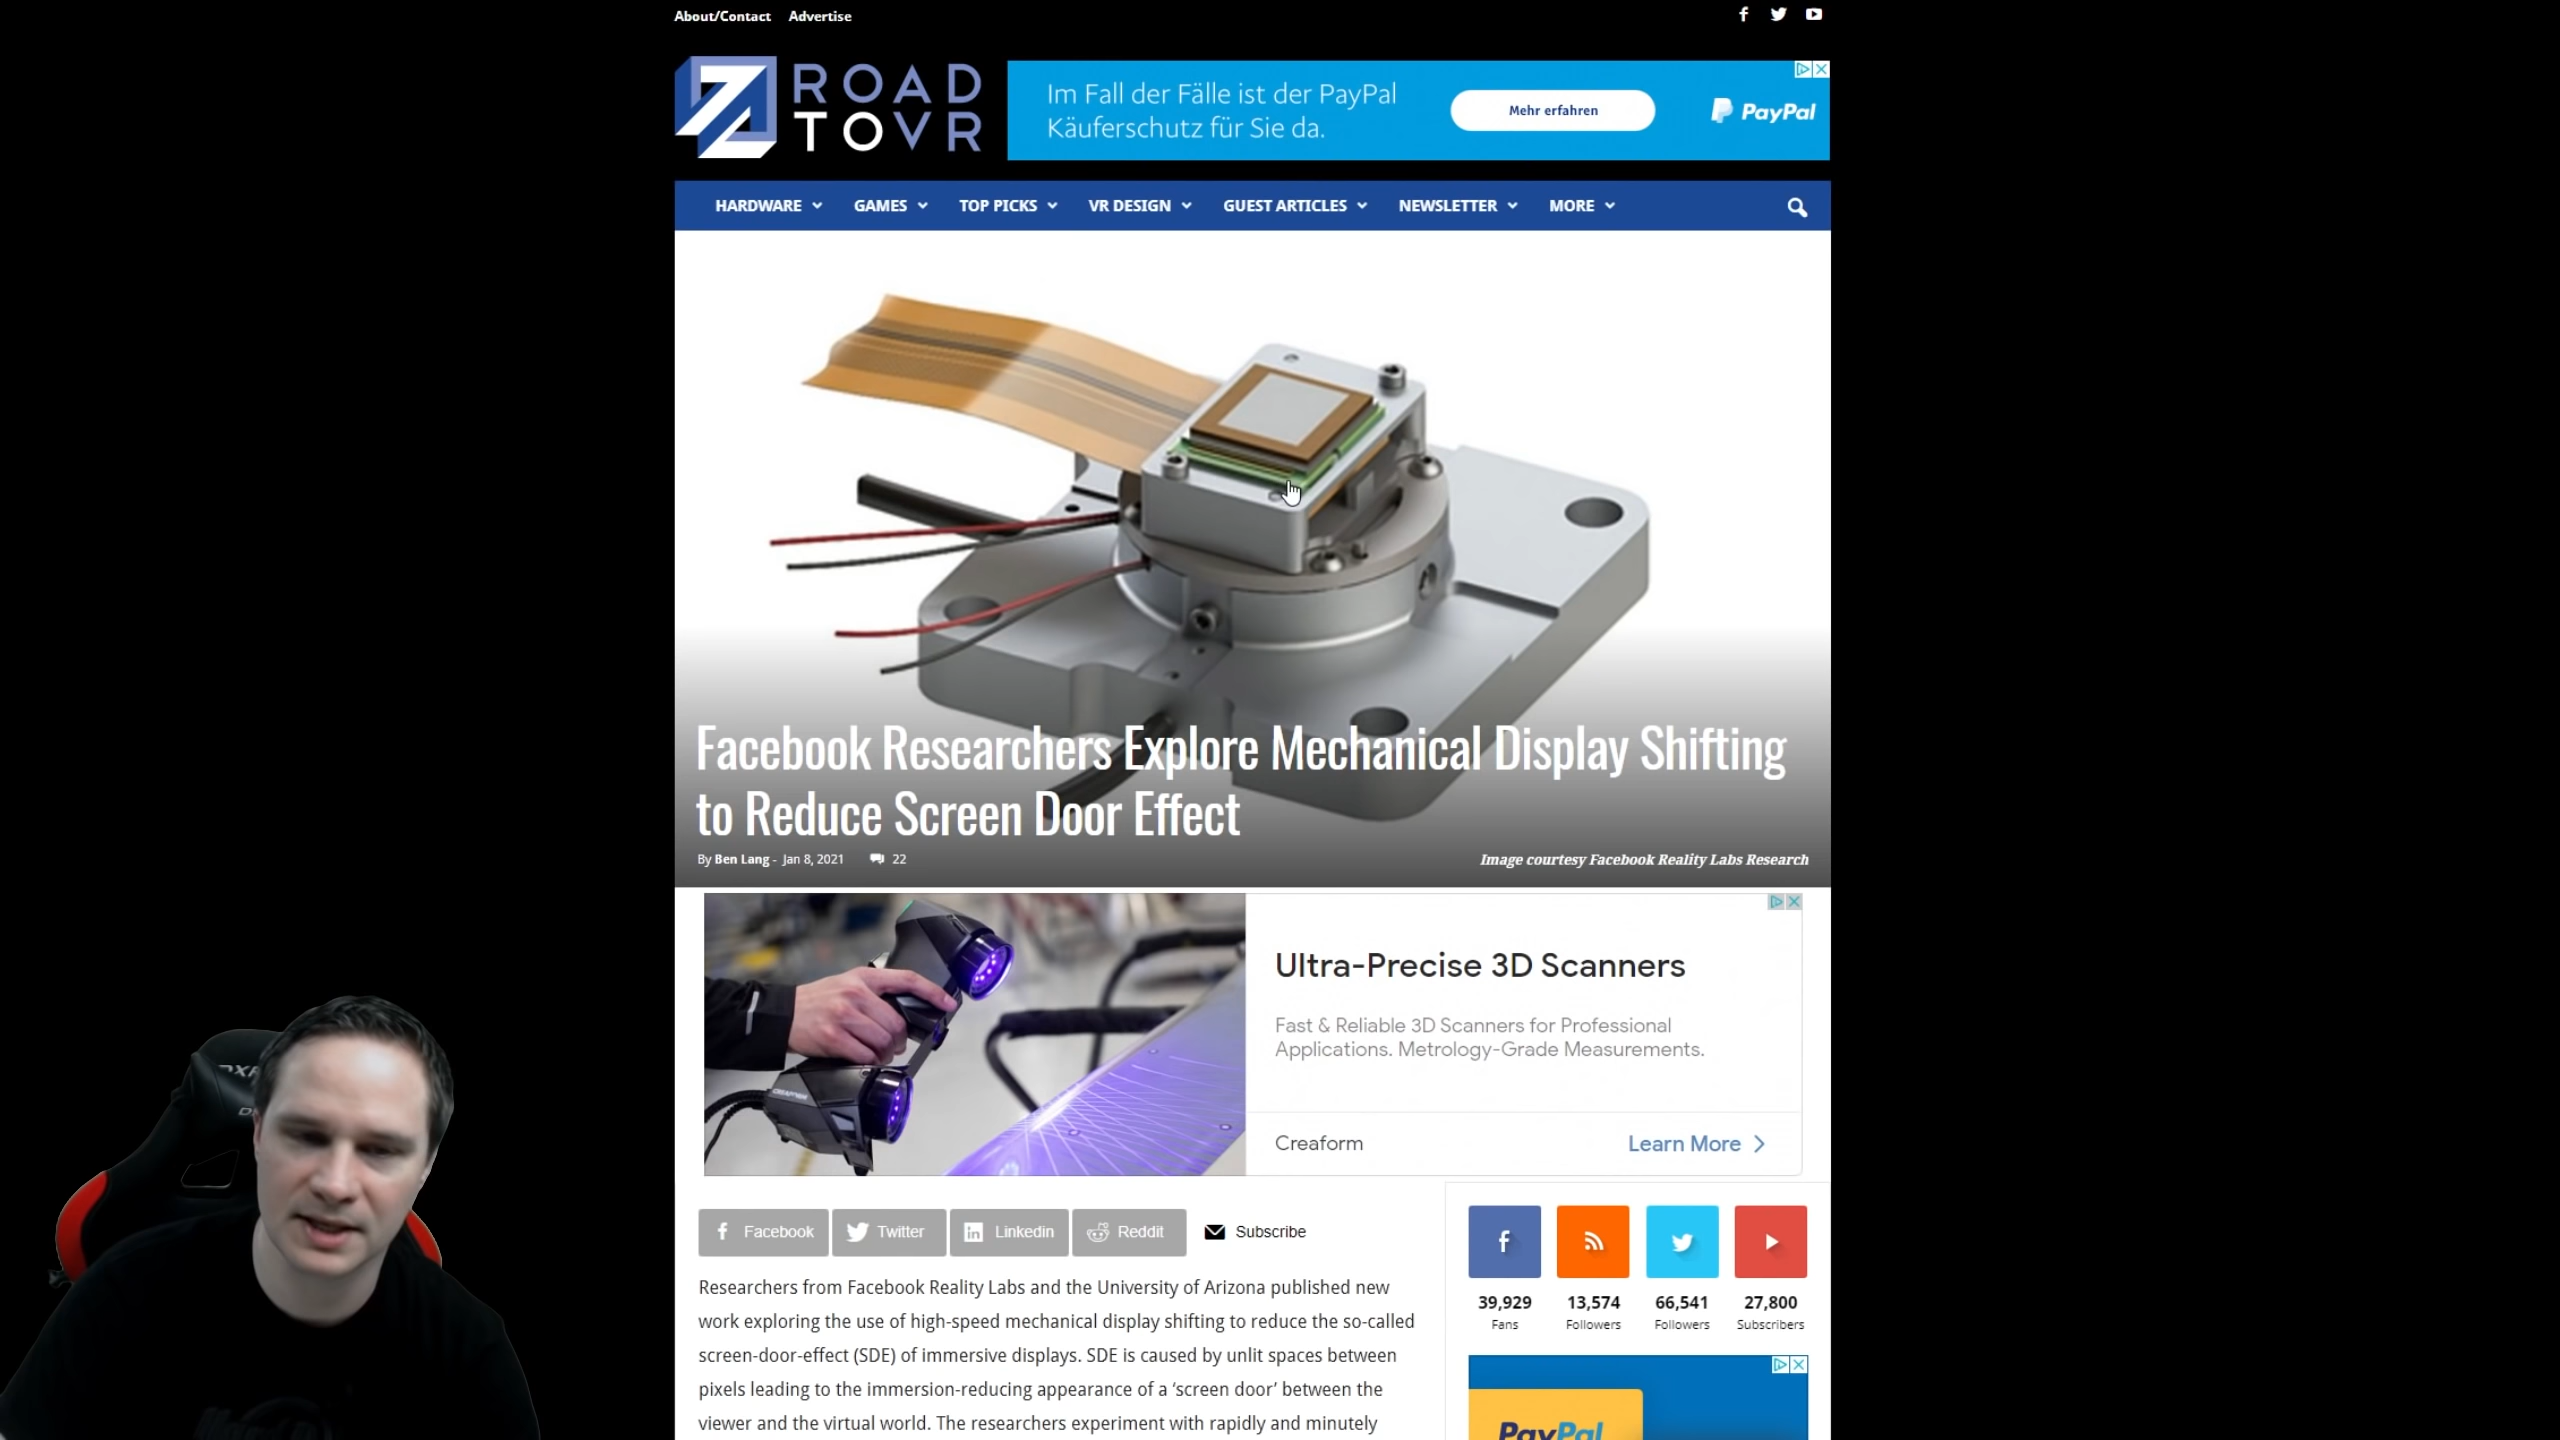 About/Contact Advertise
ROAD
TO VR
Im Fall der Fälle ist der PayPal
Käuferschutz für Sie da.
Mehr erfahren
PayPal
HARDWARE GAMES TOP PICKS VR DESIGN GUEST ARTICLES NEWSLETTER MORE
Facebook Researchers Explore Mechanical Display Shifting
to Reduce Screen Door Effect
By Ben Lang - Jan 8, 2021 22
Image courtesy Facebook Reality Labs Research
Ultra-Precise 3D Scanners
Fast & Reliable 3D Scanners for Professional
Applications. Metrology-Grade Measurements.
Creaform
Learn More
Facebook Twitter Linkedin Reddit Subscribe
39,929 13,574 66,541 27,800
Fans Followers Followers Subscribers
Researchers from Facebook Reality Labs and the University of Arizona published new
work exploring the use of high-speed mechanical display shifting to reduce the so-called
screen-door-effect (SDE) of immersive displays. SDE is caused by unlit spaces between
pixels leading to the immersion-reducing appearance of a ‘screen door’ between the
viewer and the virtual world. The researchers experiment with rapidly and minutely
PayPal